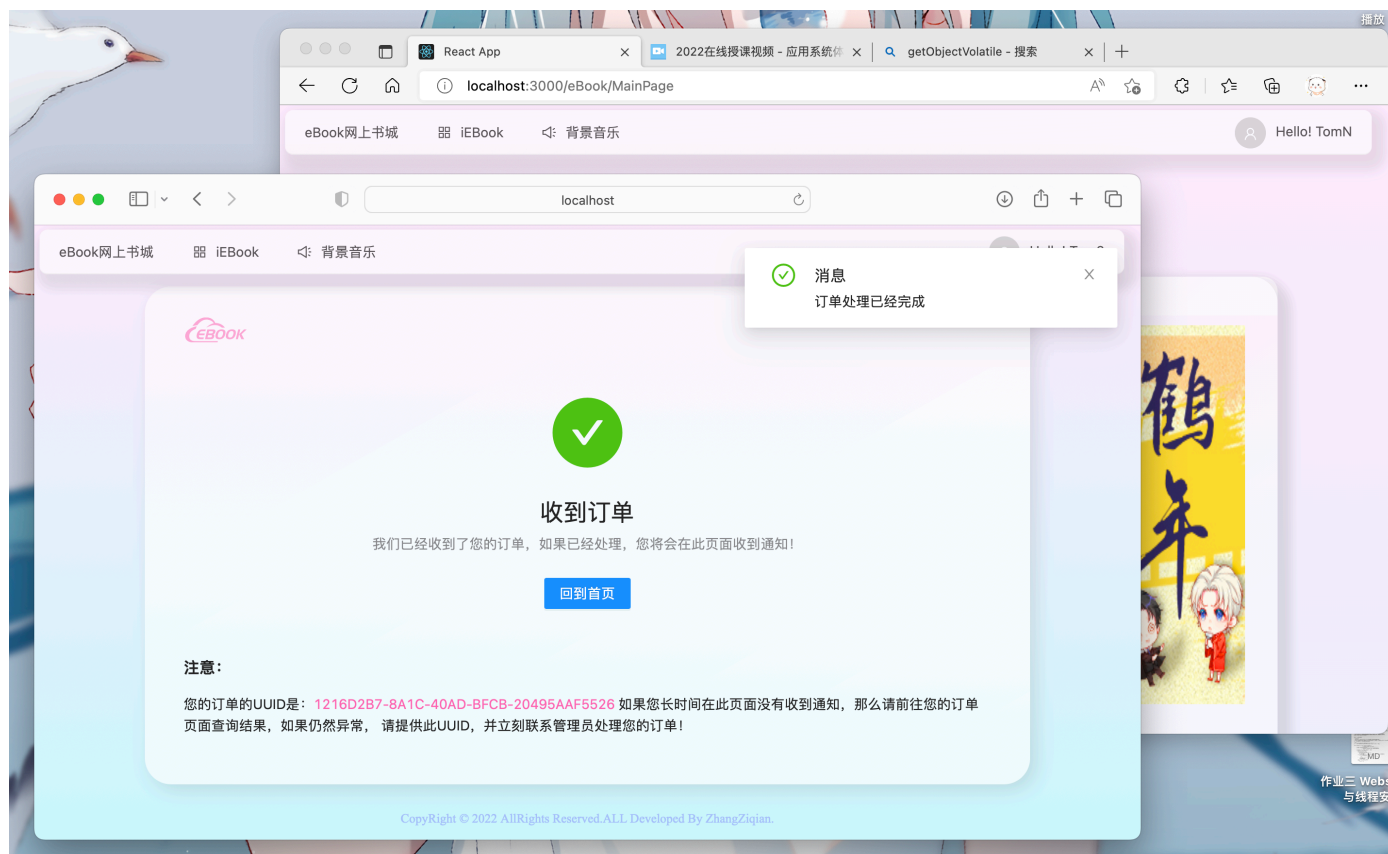 播放
React App
2022在线授课视频 - 应用系统体
getObjectVolatile - 搜索
localhost:3000/eBook/MainPage
eBook网上书城
iEBook
背景音乐
Hello! TomN
localhost
eBook网上书城
iEBook
背景音乐
消息
订单处理已经完成
EBOOK
鹤
年
收到订单
我们已经收到了您的订单，如果已经处理，您将会在此页面收到通知！
回到首页
注意：
您的订单的UUID是：1216D2B7-8A1C-40AD-BFCB-20495AAF5526 如果您长时间在此页面没有收到通知，那么请前往您的订单
页面查询结果，如果仍然异常， 请提供此UUID，并立刻联系管理员处理您的订单！
MD
作业三 Webs
与线程安
CopyRight © 2022 AllRights Reserved.ALL Developed By ZhangZiqian.